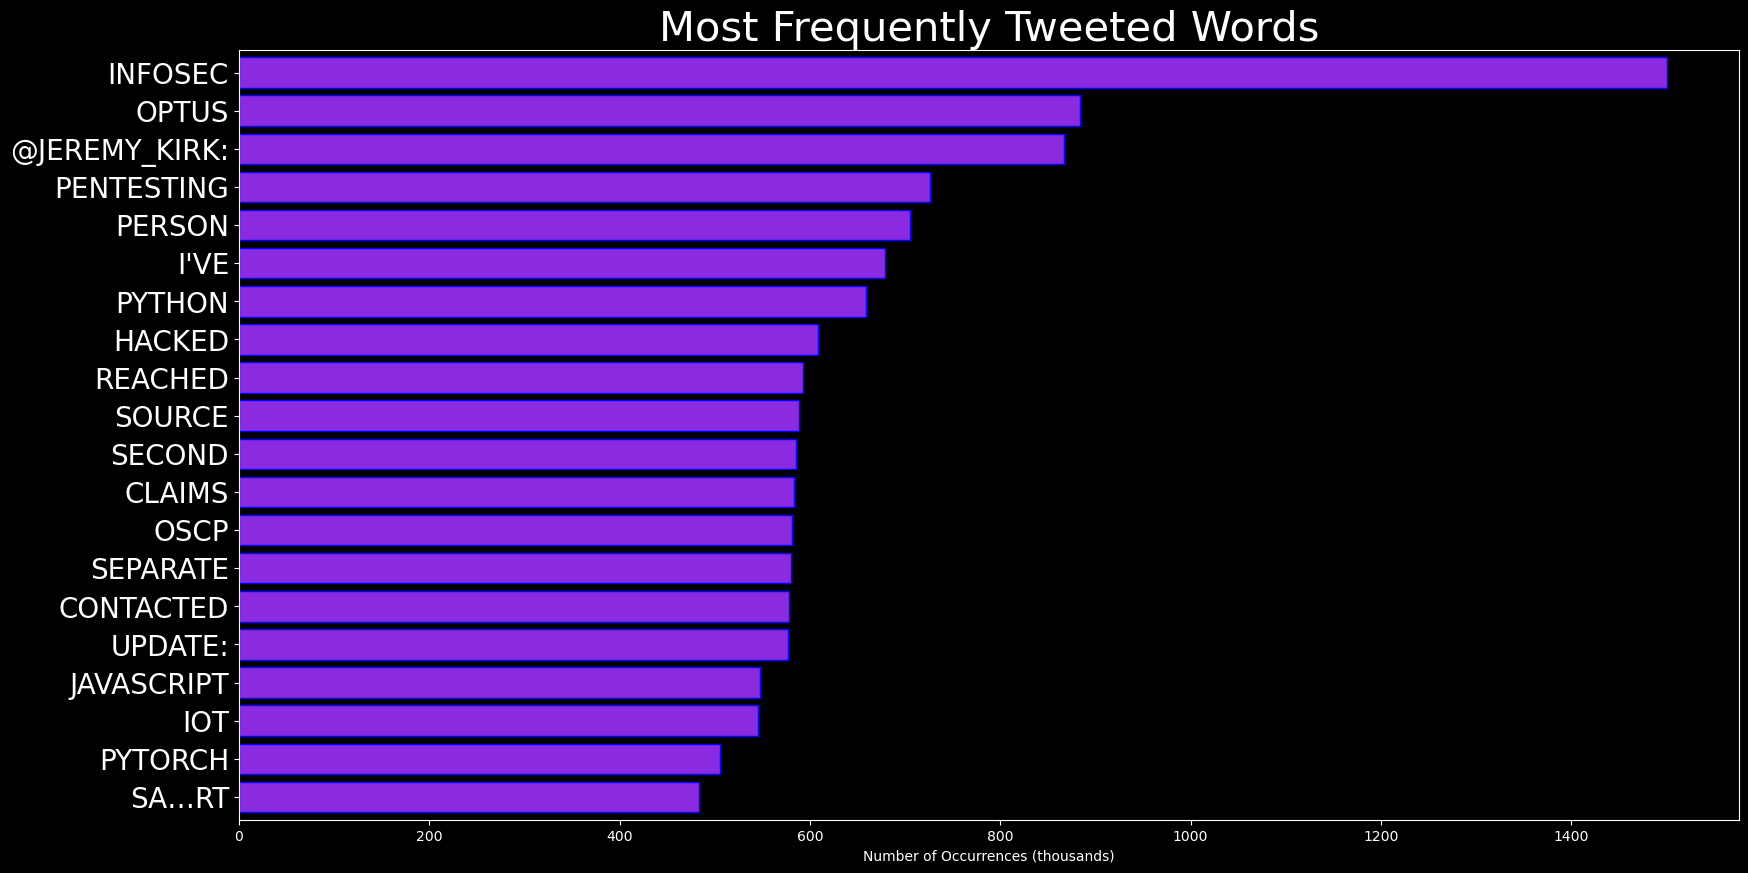 Most Frequently Tweeted Words
INFOSEC
OPTUS
@JEREMY_KIRK:
PENTESTING
PERSON
I'VE
PYTHON
HACKED
REACHED
SOURCE
SECOND
CLAIMS
OSCP
SEPARATE
CONTACTED
UPDATE:
JAVASCRIPT
IOT
PYTORCH
SA...RT
0 200 400 600 800 1000 1200 1400
Number of Occurrences (thousands)